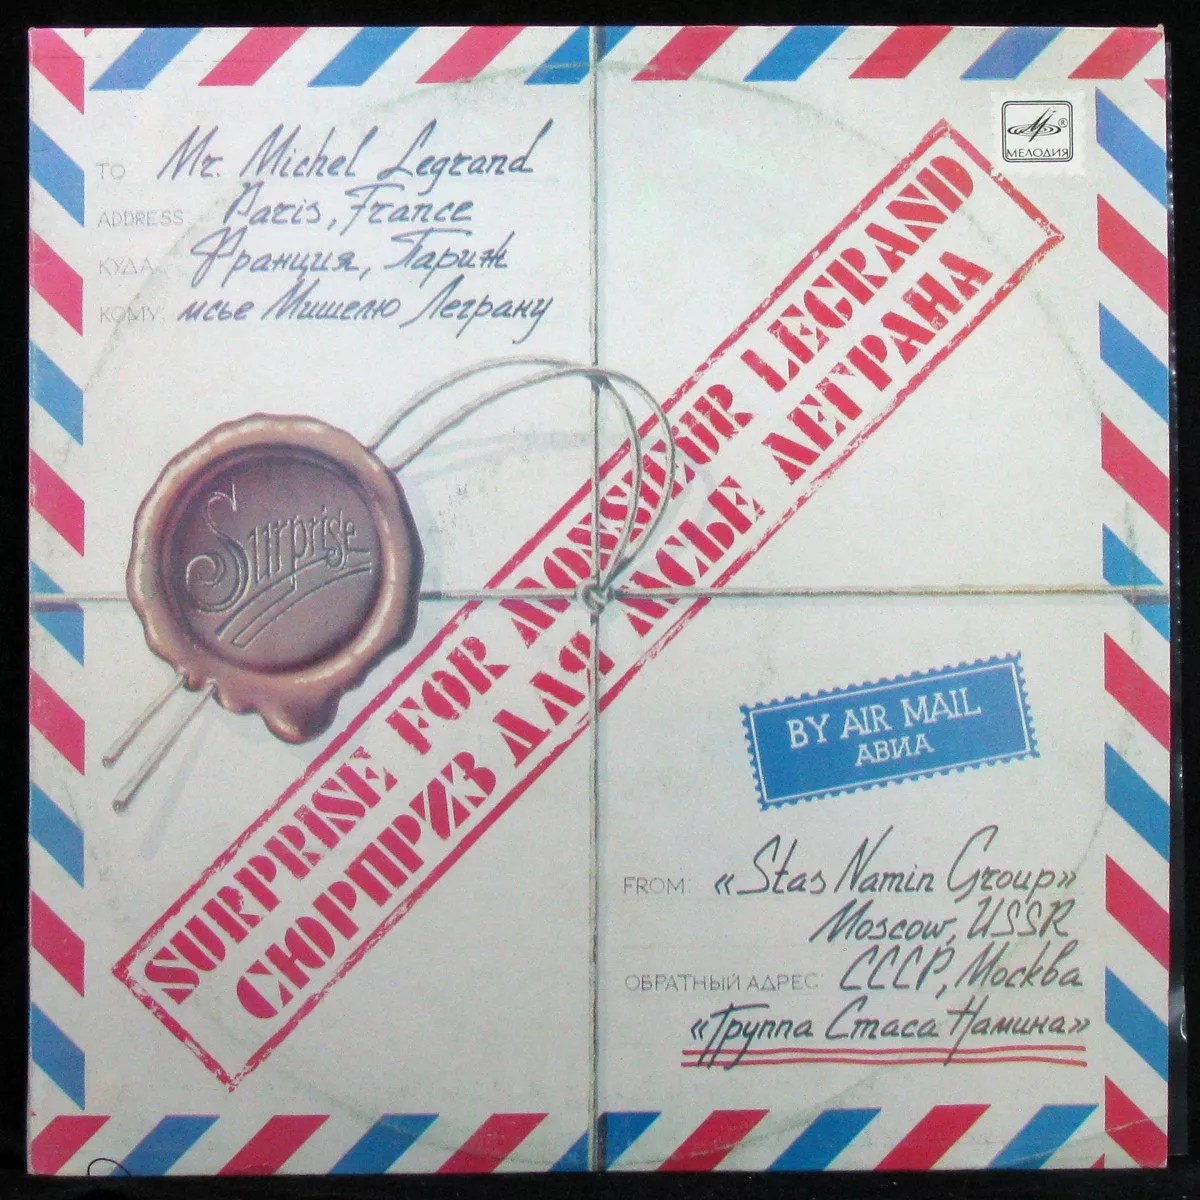 TO Mr. Michel Legrand
ADDRESS: Paris, France
КУДА: Франция, Париж
КОМУ: мсье Мишелю Леграну
МЕЛОДИЯ
SURPRISE FOR MONSIEUR LEGRAND
СЮРПРИЗ ДЛЯ МСЬЕ ЛЕГРАНА
Surprise
BY AIR MAIL
АВИА
FROM: «Stas Namin Group»
Moscow, USSR
ОБРАТНЫЙ АДРЕС: СССР, Москва
«Группа Стаса Намина»